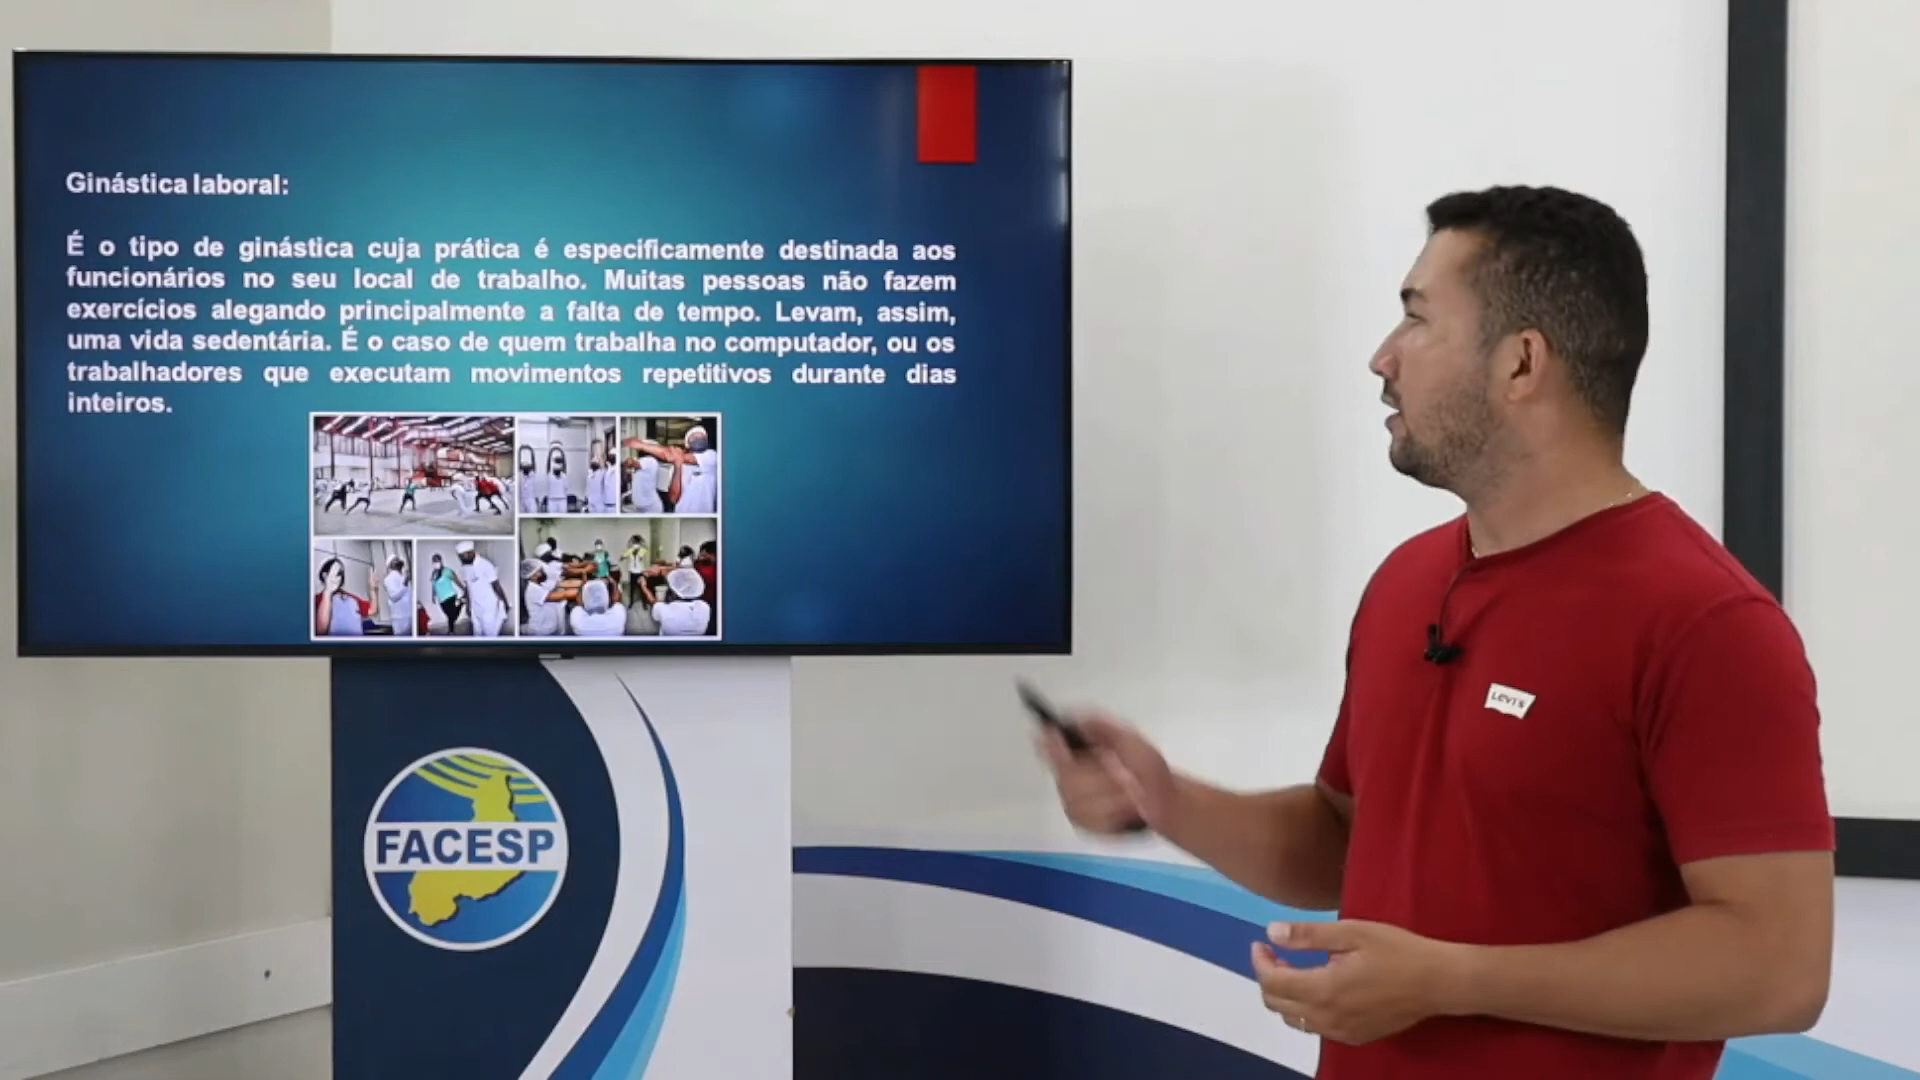 Ginástica laboral:
É o tipo de ginástica cuja prática é especificamente destinada aos
funcionários no seu local de trabalho. Muitas pessoas não fazem
exercícios alegando principalmente a falta de tempo. Levam, assim,
uma vida sedentária. É o caso de quem trabalha no computador, ou os
trabalhadores que executam movimentos repetitivos durante dias
inteiros.
Levi's
FACESP